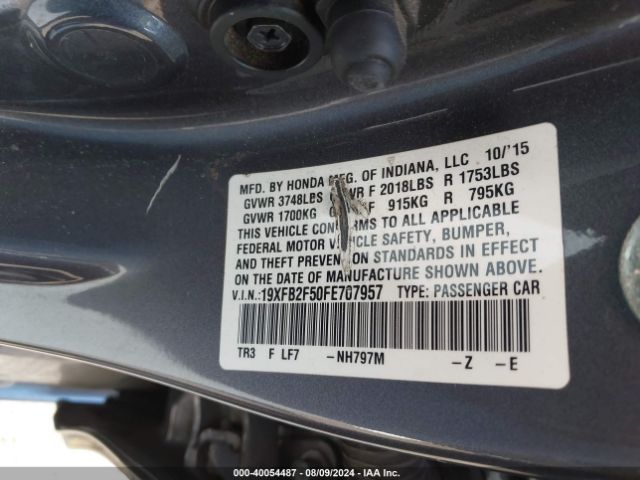 MFD. BY HONDA MFG. OF INDIANA, LLC 10/'15
GVWR 3748LBS F 2018LBS R 1753LBS
GVWR 1700KG F 915KG R 795KG
THIS VEHICLE CONFORMS TO ALL APPLICABLE
FEDERAL MOTOR VEHICLE SAFETY, BUMPER,
AND THEFT PREVENTION STANDARDS IN EFFECT
ON THE DATE OF MANUFACTURE SHOWN ABOVE.
V.I.N.:19XFB2F50FE707957 TYPE: PASSENGER CAR
TR3 F LF7 -NH797M -Z -E
000-40054487 - 08/09/2024 - IAA Inc.